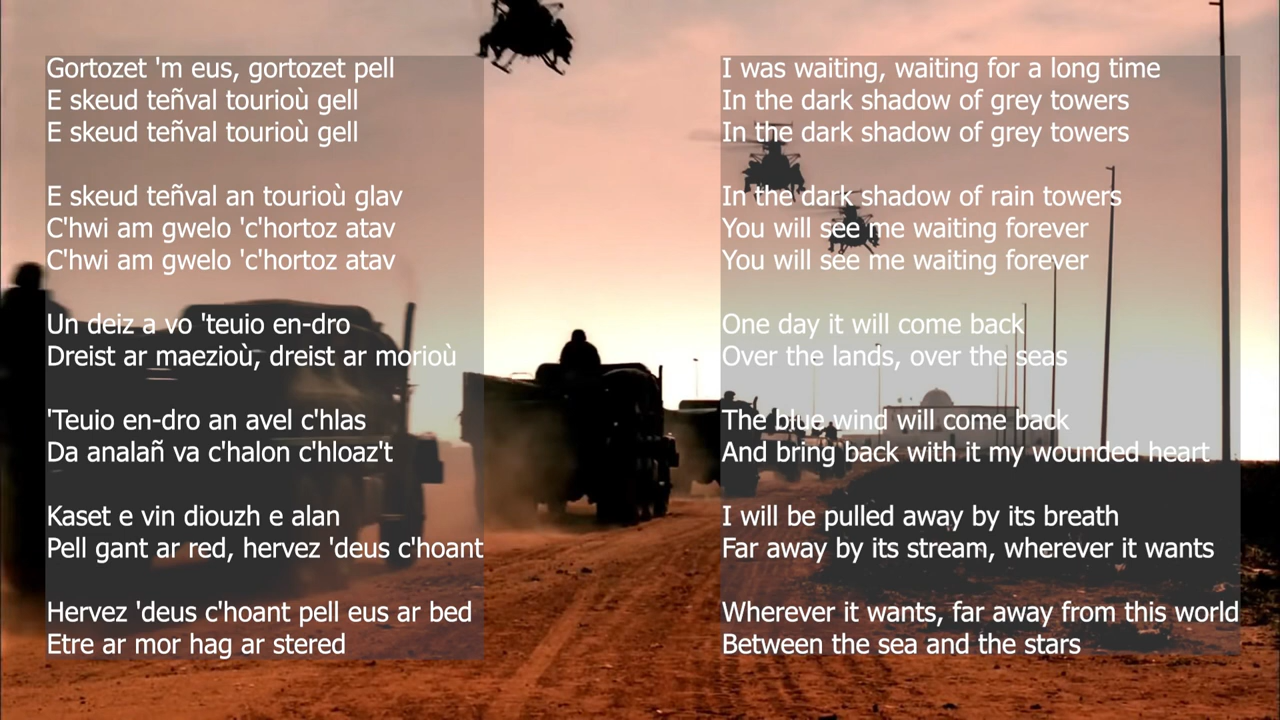 Gortozet 'm eus, gortozet pell
E skeud teñval tourioù gell
E skeud teñval tourioù gell
E skeud teñval an tourioù glav
C'hwi am gwelo 'c'hortoz atav
C'hwi am gwelo 'c'hortoz atav
Un deiz a vo 'teuio en-dro
Dreist ar maezioù, dreist ar morioù
'Teuio en-dro an avel c'hlas
Da analañ va c'halon c'hloaz't
Kaset e vin diouzh e alan
Pell gant ar red, hervez 'deus c'hoant
Hervez 'deus c'hoant pell eus ar bed
Etre ar mor hag ar stered
I was waiting, waiting for a long time
In the dark shadow of grey towers
In the dark shadow of grey towers
In the dark shadow of rain towers
You will see me waiting forever
You will see me waiting forever
One day it will come back
Over the lands, over the seas
The blue wind will come back
And bring back with it my wounded heart
I will be pulled away by its breath
Far away by its stream, wherever it wants
Wherever it wants, far away from this world
Between the sea and the stars